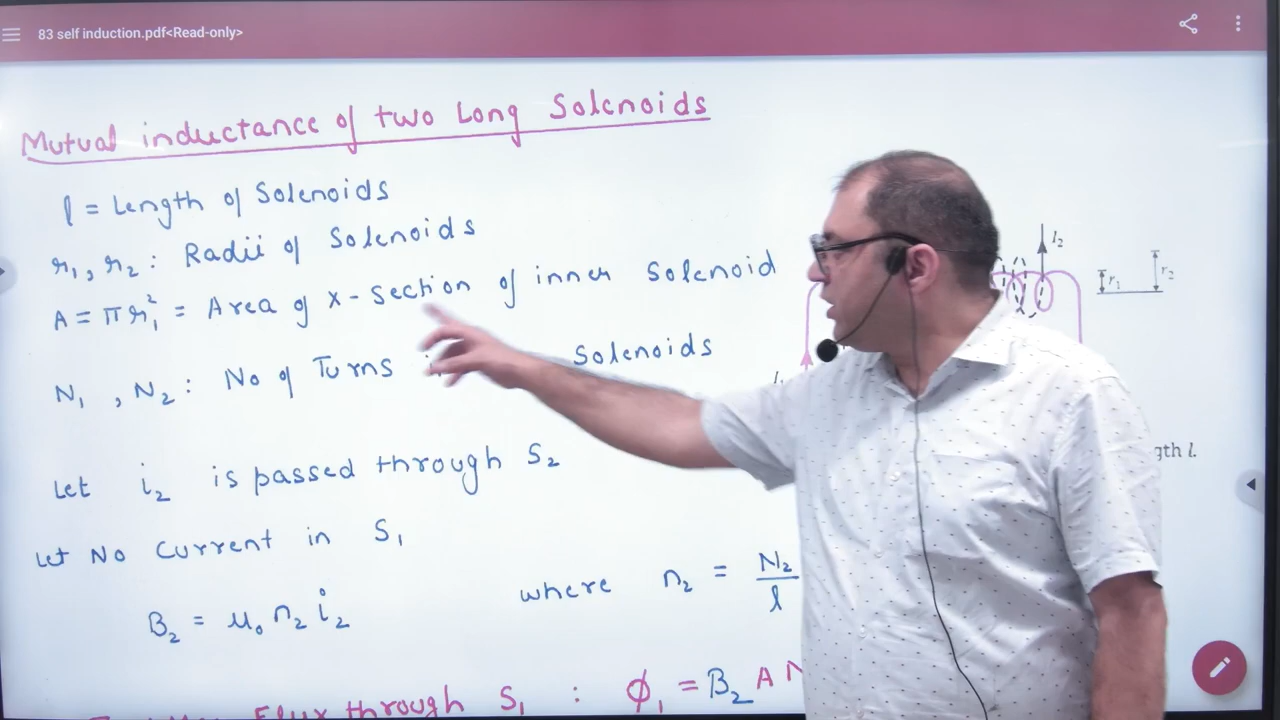 83 self induction.pdf<Read-only>
Mutual inductance of two Long Solenoids
l = Length of Solenoids
r₁, r₂ : Radii of Solenoids
A = πr₁² = Area of x-section of inner Solenoid
N₁ , N₂ : No of Turns Solenoids
Let i₂ is passed through S₂
Let No Current in S₁
B₂ = μ₀ n₂ i₂ where n₂ = N₂/l
Flux through S₁ : ϕ₁ = B₂ A
I₂
r₁
r₂
gth l.